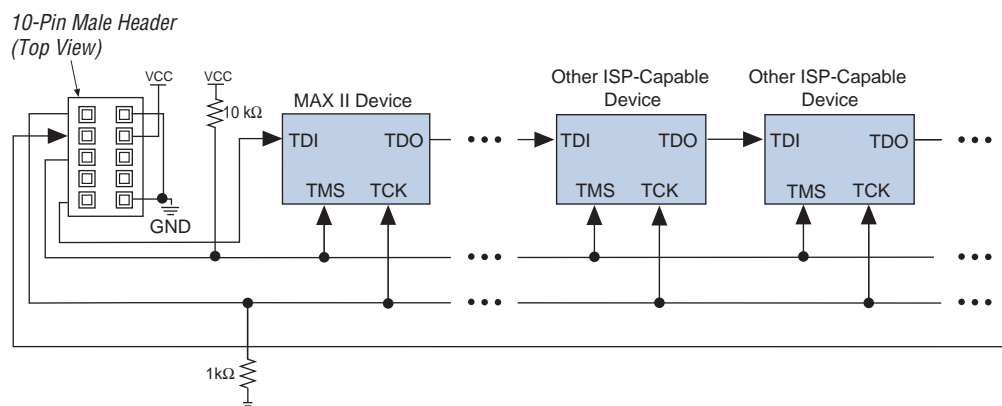 10-Pin Male Header
(Top View)
VCC
VCC
10 kΩ
GND
MAX II Device
TDI
TDO
TMS
TCK
Other ISP-Capable
Device
TDI
TDO
TMS
TCK
Other ISP-Capable
Device
TDI
TDO
TMS
TCK
1kΩ